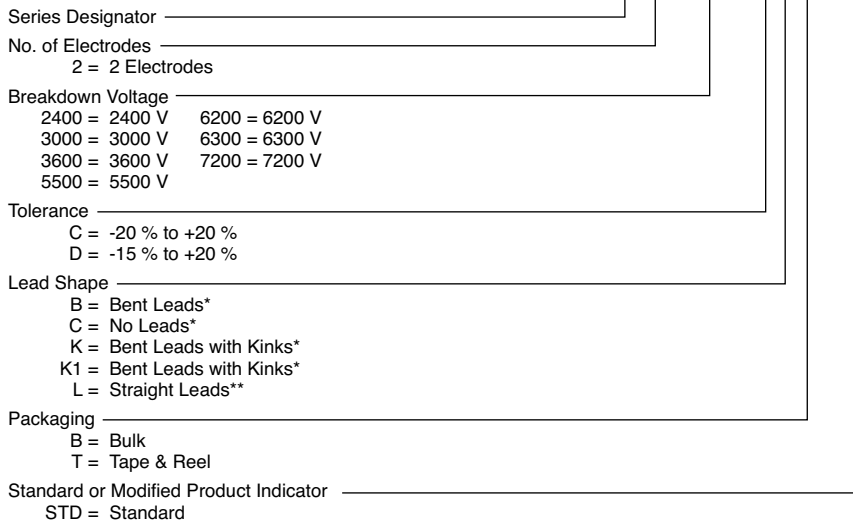 Series Designator
No. of Electrodes
2 = 2 Electrodes
Breakdown Voltage
2400 = 2400 V 6200 = 6200 V
3000 = 3000 V 6300 = 6300 V
3600 = 3600 V 7200 = 7200 V
5500 = 5500 V
Tolerance
C = -20 % to +20 %
D = -15 % to +20 %
Lead Shape
B = Bent Leads*
C = No Leads*
K = Bent Leads with Kinks*
K1 = Bent Leads with Kinks*
L = Straight Leads**
Packaging
B = Bulk
T = Tape & Reel
Standard or Modified Product Indicator
STD = Standard